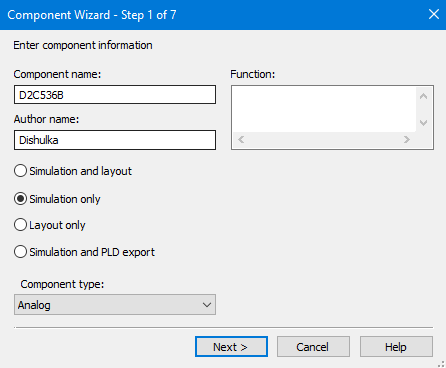 Component Wizard - Step 1 of 7
Enter component information
Component name:
D2C536B
Function:
Author name:
Dishulka
Simulation and layout
Simulation only
Layout only
Simulation and PLD export
Component type:
Analog
Next >
Cancel
Help